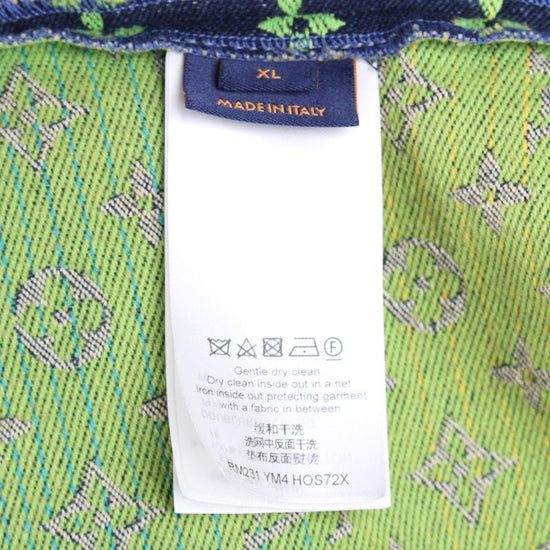 XL
MADE IN ITALY
F
Gentle dry clean
Dry clean inside out in a net
Iron inside out protecting garment
with a fabric in between
缓和干洗
洗网中反面干洗
垫布反面熨烫
RM231 YM4 HOS72X